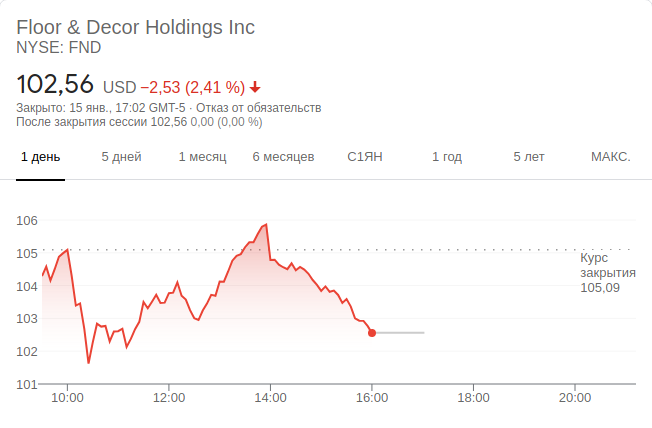 Floor & Decor Holdings Inc
NYSE: FND
102,56 USD −2,53 (2,41 %)
Закрыто: 15 янв., 17:02 GMT-5 · Отказ от обязательств
После закрытия сессии 102,56 0,00 (0,00 %)
1 день 5 дней 1 месяц 6 месяцев С1ЯН 1 год 5 лет МАКС.
106
105
Курс
закрытия
105,09
104
103
102
101
10:00 12:00 14:00 16:00 18:00 20:00